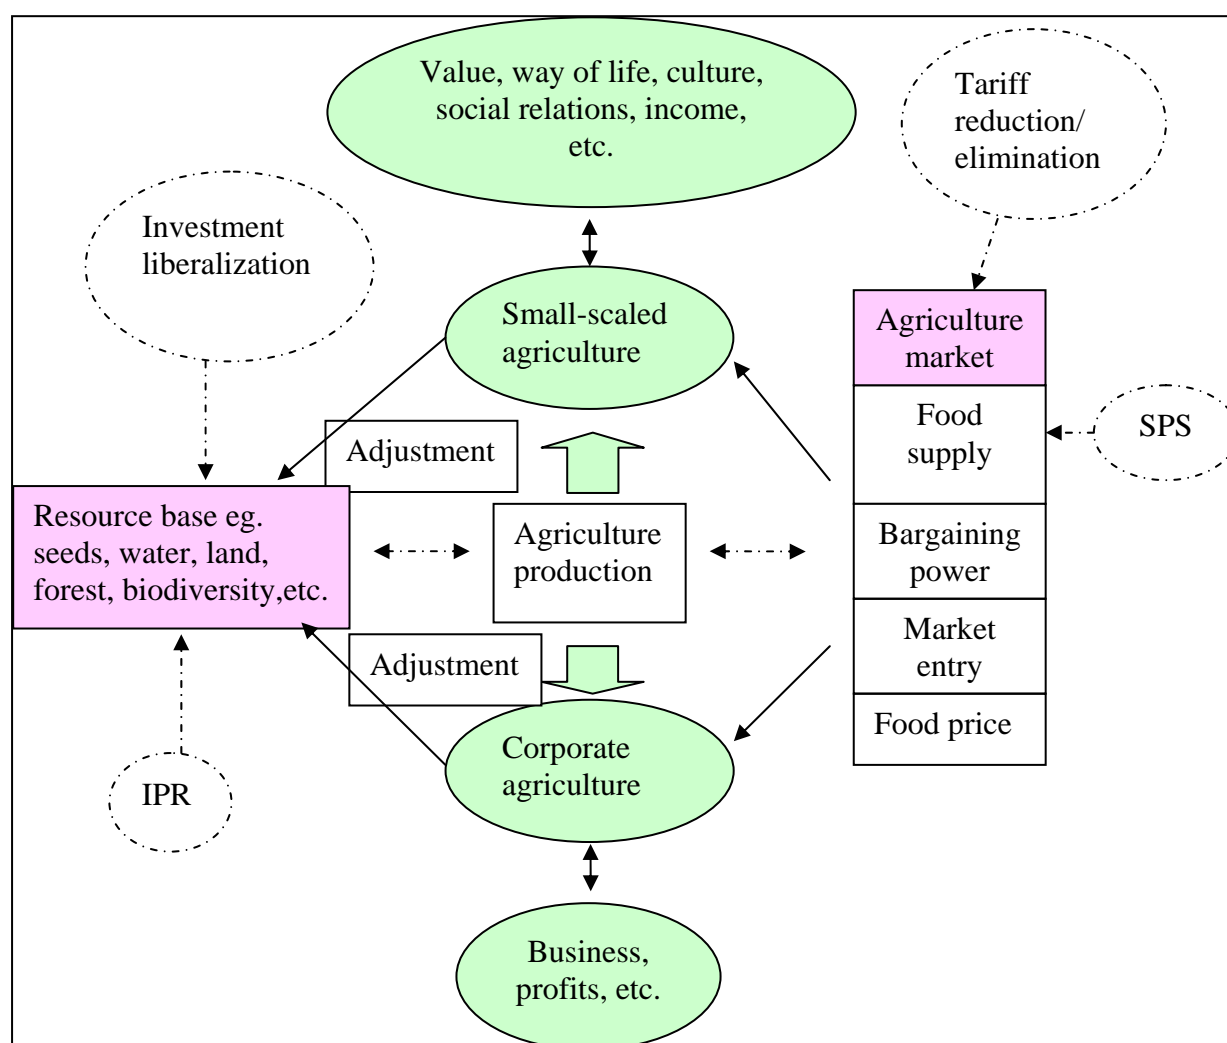 Value, way of life, culture,
social relations, income,
etc.
Tariff
reduction/
elimination
Investment
liberalization
Small-scaled
agriculture
Agriculture
market
Food
supply
SPS
Adjustment
Resource base eg.
seeds, water, land,
forest, biodiversity,etc.
Agriculture
production
Bargaining
power
Market
entry
Adjustment
Food price
Corporate
agriculture
IPR
Business,
profits, etc.